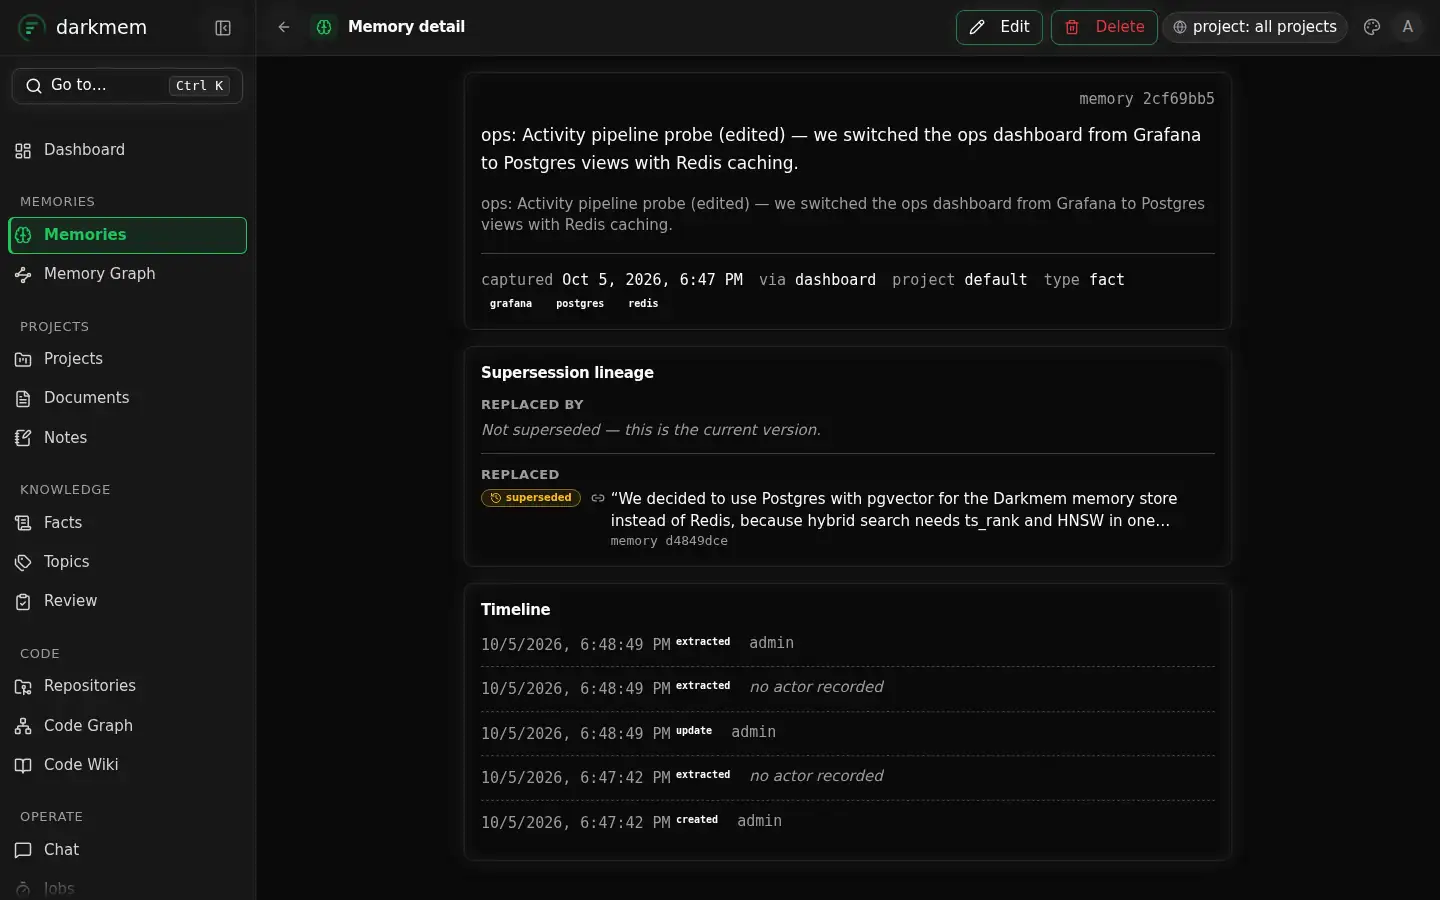 darkmem
Memory detail
Edit
Delete
project: all projects
A
Go to...
Ctrl K
Dashboard
MEMORIES
Memories
Memory Graph
PROJECTS
Projects
Documents
Notes
KNOWLEDGE
Facts
Topics
Review
CODE
Repositories
Code Graph
Code Wiki
OPERATE
Chat
Jobs
memory 2cf69bb5
ops: Activity pipeline probe (edited) — we switched the ops dashboard from Grafana
to Postgres views with Redis caching.
ops: Activity pipeline probe (edited) — we switched the ops dashboard from Grafana to Postgres
views with Redis caching.
captured Oct 5, 2026, 6:47 PM via dashboard project default type fact
grafana postgres redis
Supersession lineage
REPLACED BY
Not superseded — this is the current version.
REPLACED
superseded “We decided to use Postgres with pgvector for the Darkmem memory store
instead of Redis, because hybrid search needs ts_rank and HNSW in one...
memory d4849dce
Timeline
10/5/2026, 6:48:49 PM extracted admin
10/5/2026, 6:48:49 PM extracted no actor recorded
10/5/2026, 6:48:49 PM update admin
10/5/2026, 6:47:42 PM extracted no actor recorded
10/5/2026, 6:47:42 PM created admin